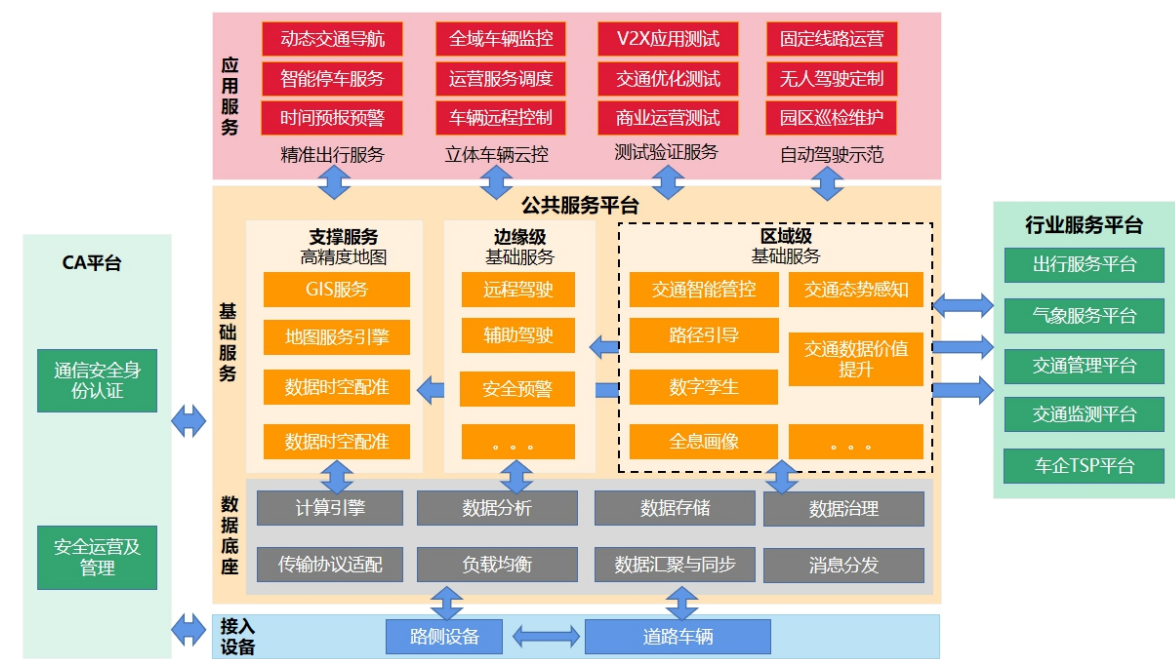 应用服务
动态交通导航
智能停车服务
时间预报预警
精准出行服务
全域车辆监控
运营服务调度
车辆远程控制
立体车辆云控
V2X应用测试
交通优化测试
商业运营测试
测试验证服务
固定线路运营
无人驾驶定制
园区巡检维护
自动驾驶示范
公共服务平台
基础服务
支撑服务
高精度地图
GIS服务
地图服务引擎
数据时空配准
数据时空配准
边缘级
基础服务
远程驾驶
辅助驾驶
安全预警
。。。
区域级
基础服务
交通智能管控
路径引导
数字孪生
全息画像
交通态势感知
交通数据价值
提升
。。。
数据底座
计算引擎
数据分析
数据存储
数据治理
传输协议适配
负载均衡
数据汇聚与同步
消息分发
接入
设备
路侧设备
道路车辆
CA平台
通信安全身
份认证
安全运营及
管理
行业服务平台
出行服务平台
气象服务平台
交通管理平台
交通监测平台
车企TSP平台